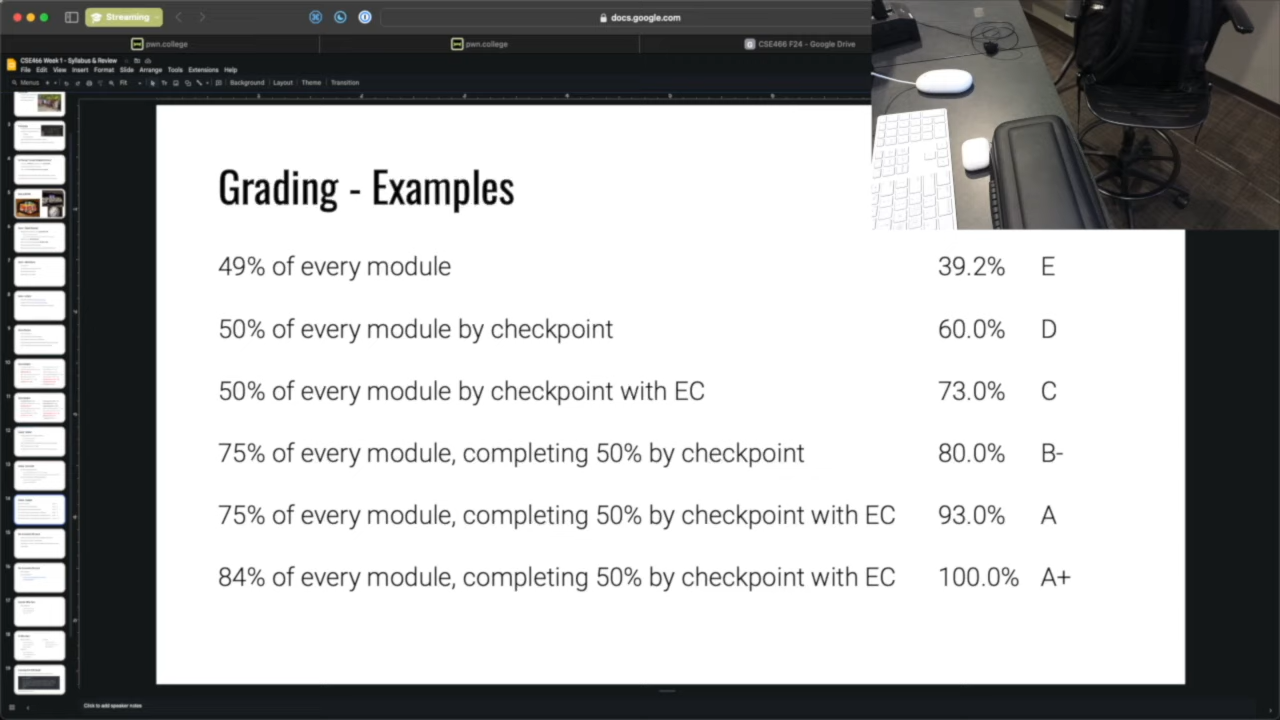 Streaming
docs.google.com
pwn.college
pwn.college
CSE466 F24 - Google Drive
CSE466 Week1 - Syllabus & Review
File Edit View Insert Format Slide Arrange Tools Extensions Help
Menus Fit Background Layout Theme Transition
Grading - Examples
49% of every module 39.2% E
50% of every module by checkpoint 60.0% D
50% of every module by checkpoint with EC 73.0% C
75% of every module, completing 50% by checkpoint 80.0% B-
75% of every module, completing 50% by checkpoint with EC 93.0% A
84% of every module, completing 50% by checkpoint with EC 100.0% A+
Click to add speaker notes